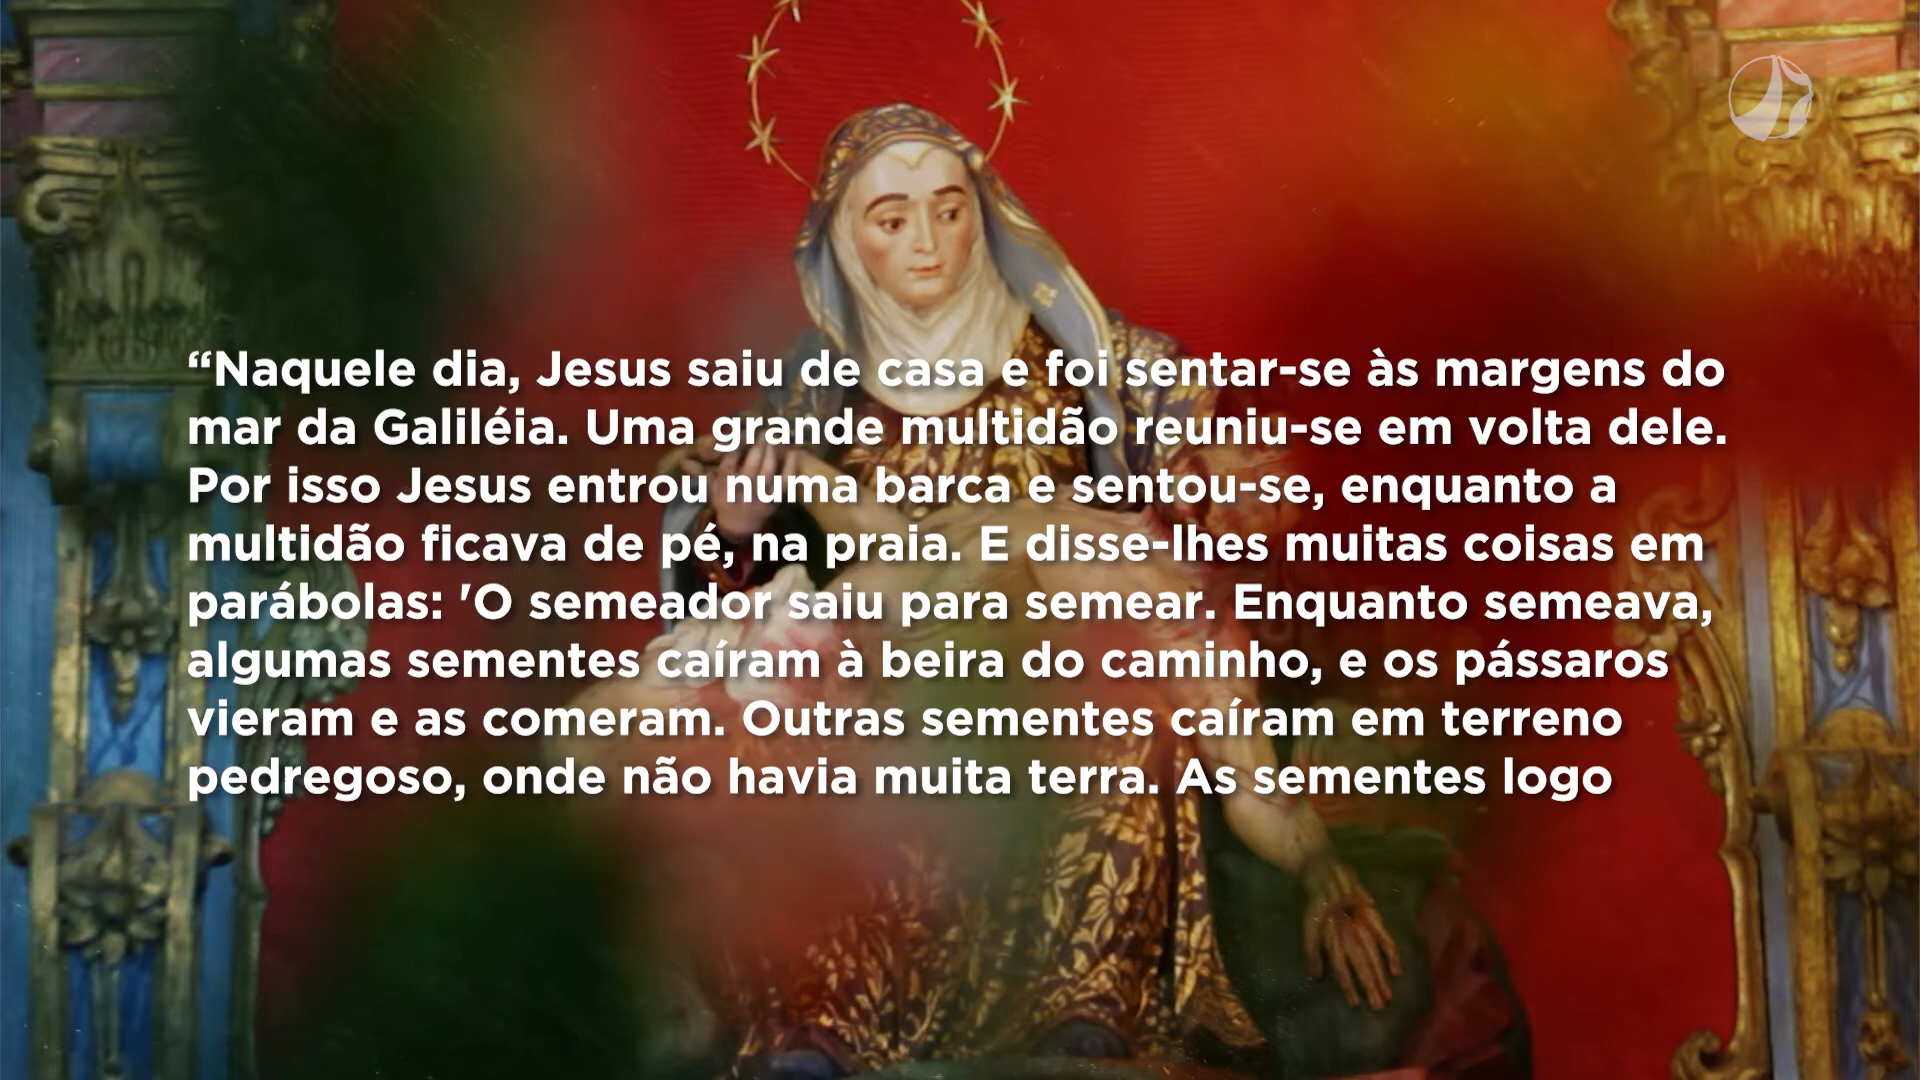 “Naquele dia, Jesus saiu de casa e foi sentar-se às margens do
mar da Galiléia. Uma grande multidão reuniu-se em volta dele.
Por isso Jesus entrou numa barca e sentou-se, enquanto a
multidão ficava de pé, na praia. E disse-lhes muitas coisas em
parábolas: 'O semeador saiu para semear. Enquanto semeava,
algumas sementes caíram à beira do caminho, e os pássaros
vieram e as comeram. Outras sementes caíram em terreno
pedregoso, onde não havia muita terra. As sementes logo